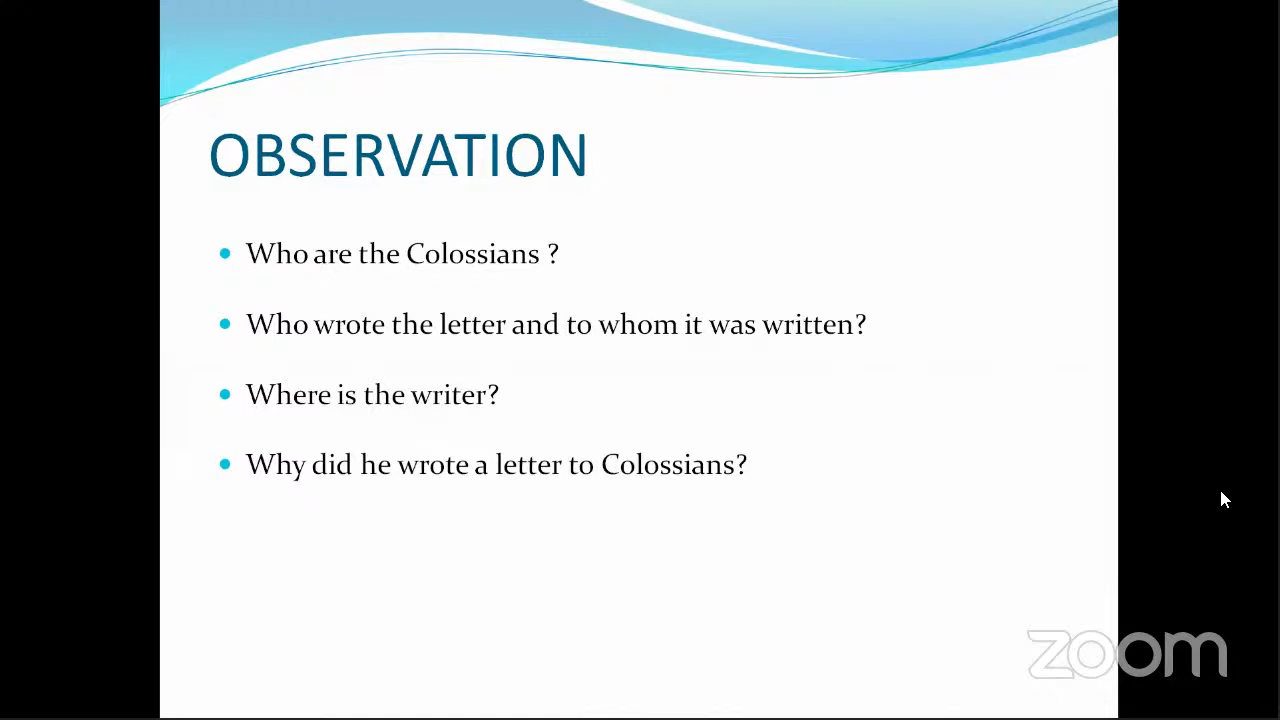 OBSERVATION
Who are the Colossians ?
Who wrote the letter and to whom it was written?
Where is the writer?
Why did he wrote a letter to Colossians?
zoom